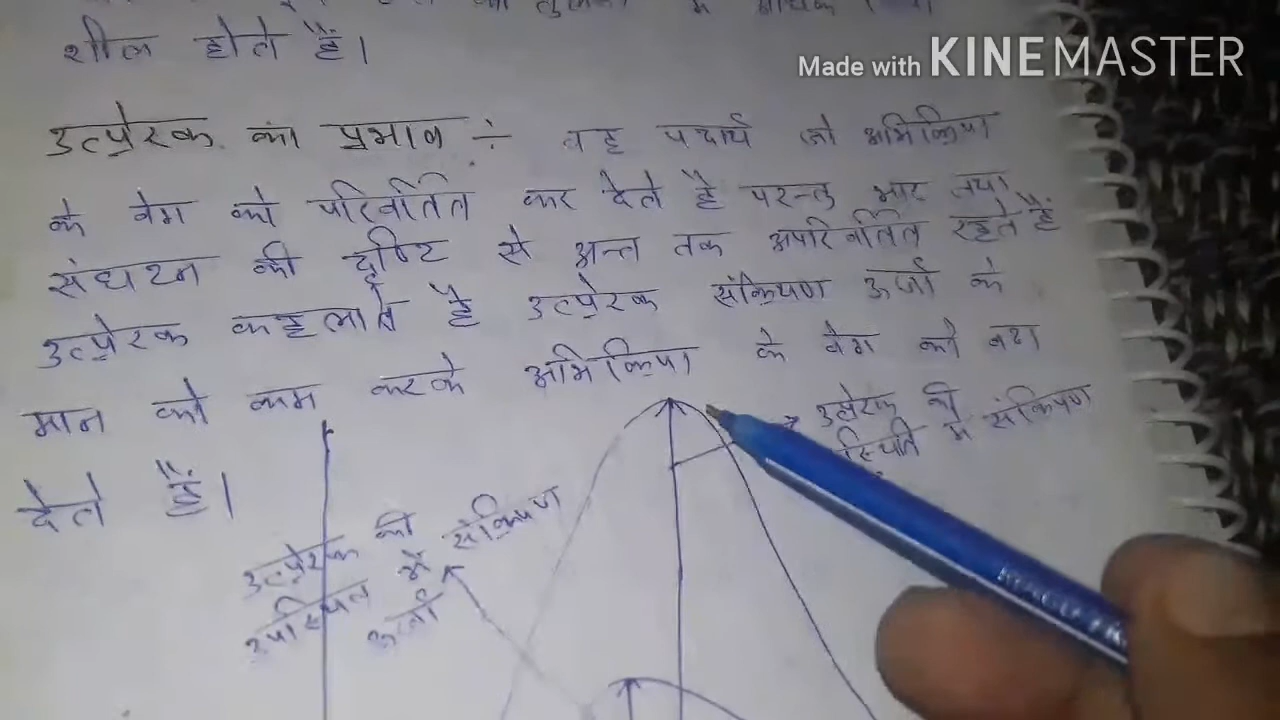 शील होते हैं।
Made with KINEMASTER
उत्प्रेरक का प्रभाव ÷ वह पदार्थ जो अभिक्रिया
के वेग को परिवर्तित कर देते है परन्तु भार तथा
संघटन की दृष्टि से अन्त तक अपरिवर्तित रहते हैं
उत्प्रेरक कहलाते है उत्प्रेरक संक्रियण ऊर्जा के
मान को कम करके अभिक्रिया के वेग को बढा
देते हैं।
उत्प्रेरक की
में संक्रियण
उत्प्रेरक की
उपस्थित में संक्रियण
ऊर्जा